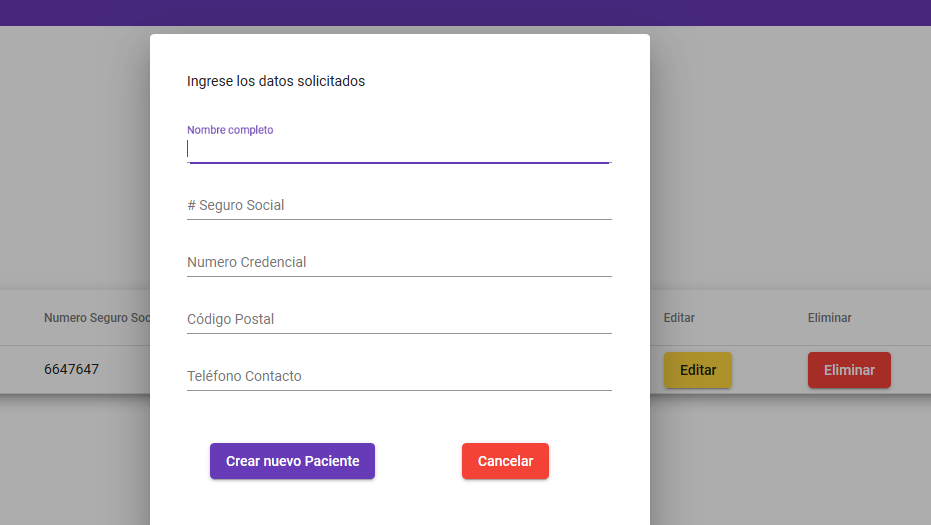 Ingrese los datos solicitados
Nombre completo
# Seguro Social
Numero Credencial
Código Postal
Teléfono Contacto
Crear nuevo Paciente Cancelar
Numero Seguro Soc Editar Eliminar
6647647 Editar Eliminar